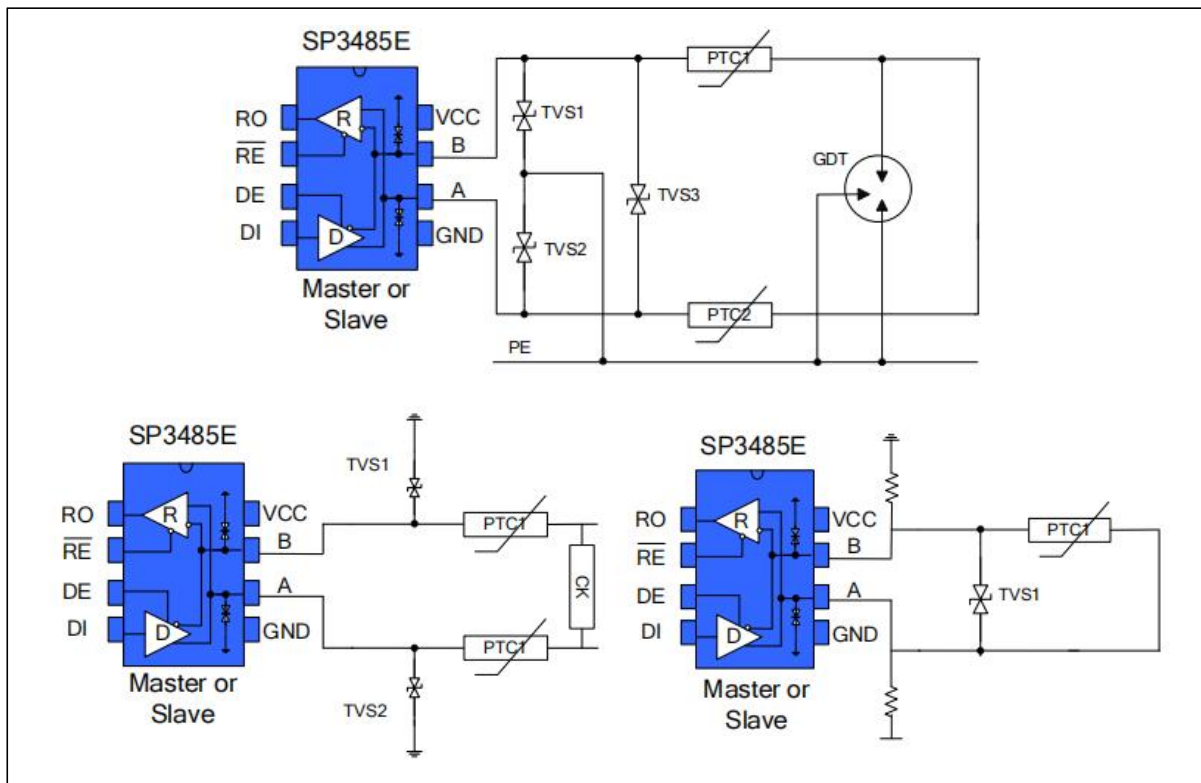 SP3485E
RO
RE
DE
DI
R
D
VCC
B
A
GND
Master or
Slave
TVS1
TVS2
TVS3
PTC1
PTC2
GDT
PE
SP3485E
RO
RE
DE
DI
R
D
VCC
B
A
GND
Master or
Slave
TVS1
TVS2
PTC1
PTC1
CK
SP3485E
RO
RE
DE
DI
R
D
VCC
B
A
GND
Master or
Slave
PTC1
TVS1